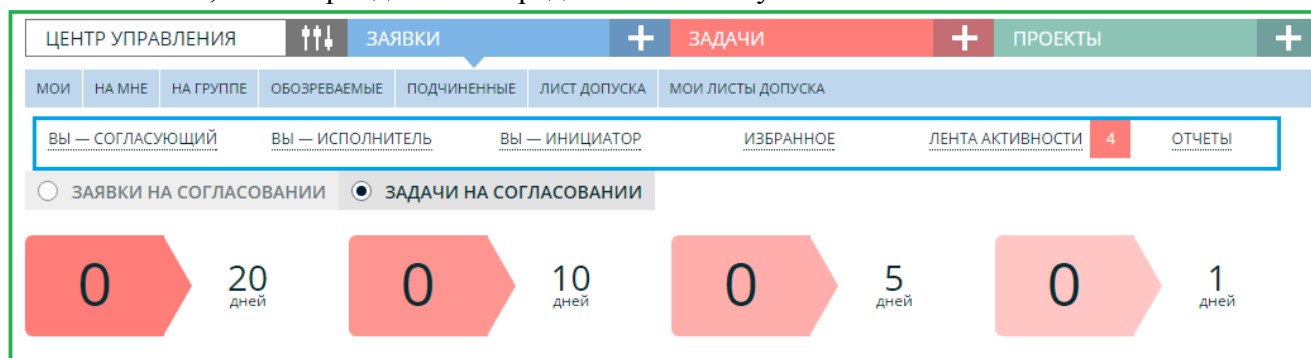 ЦЕНТР УПРАВЛЕНИЯ ЗАЯВКИ + ЗАДАЧИ + ПРОЕКТЫ +
МОИ НА МНЕ НА ГРУППЕ ОБОЗРЕВАЕМЫЕ ПОДЧИНЕННЫЕ ЛИСТ ДОПУСКА МОИ ЛИСТЫ ДОПУСКА
ВЫ — СОГЛАСУЮЩИЙ ВЫ — ИСПОЛНИТЕЛЬ ВЫ — ИНИЦИАТОР ИЗБРАННОЕ ЛЕНТА АКТИВНОСТИ 4 ОТЧЕТЫ
ЗАЯВКИ НА СОГЛАСОВАНИИ ЗАДАЧИ НА СОГЛАСОВАНИИ
0 20 0 10 0 5 0 1
дней дней дней дней